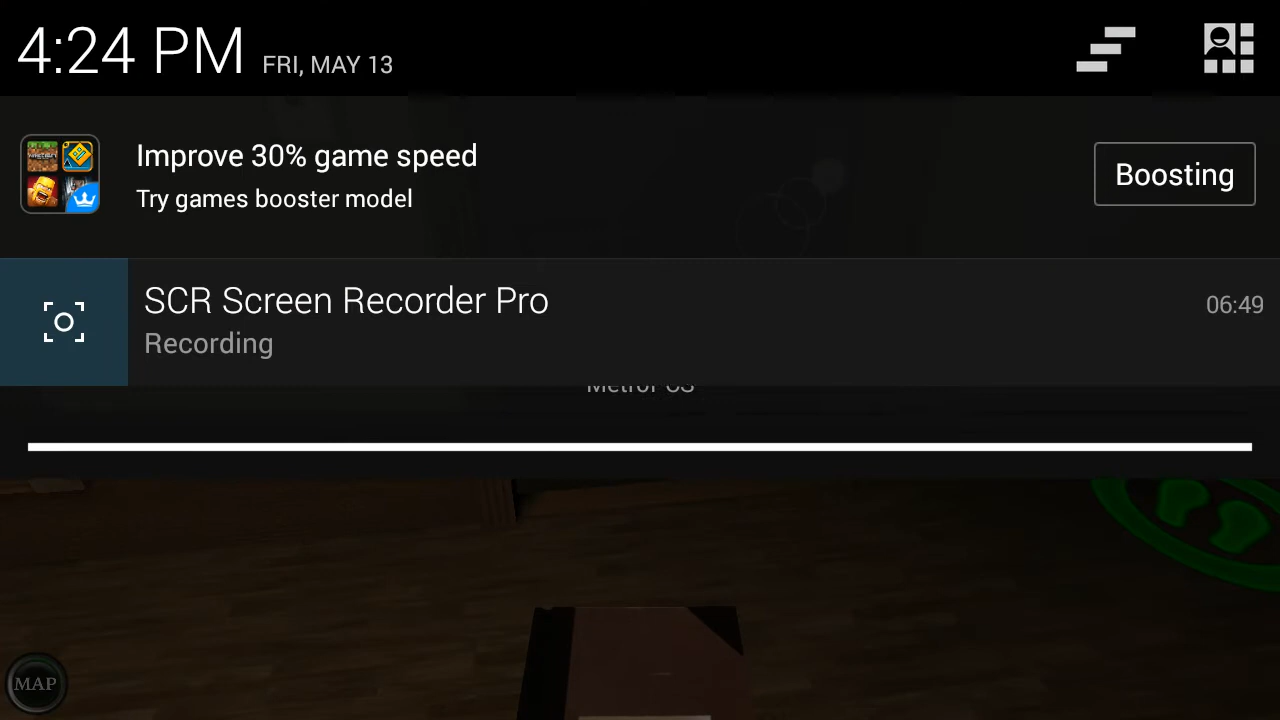 4:24 PM FRI, MAY 13
Improve 30% game speed
Try games booster model
Boosting
SCR Screen Recorder Pro
06:49
Recording
MetroPCS
MAP